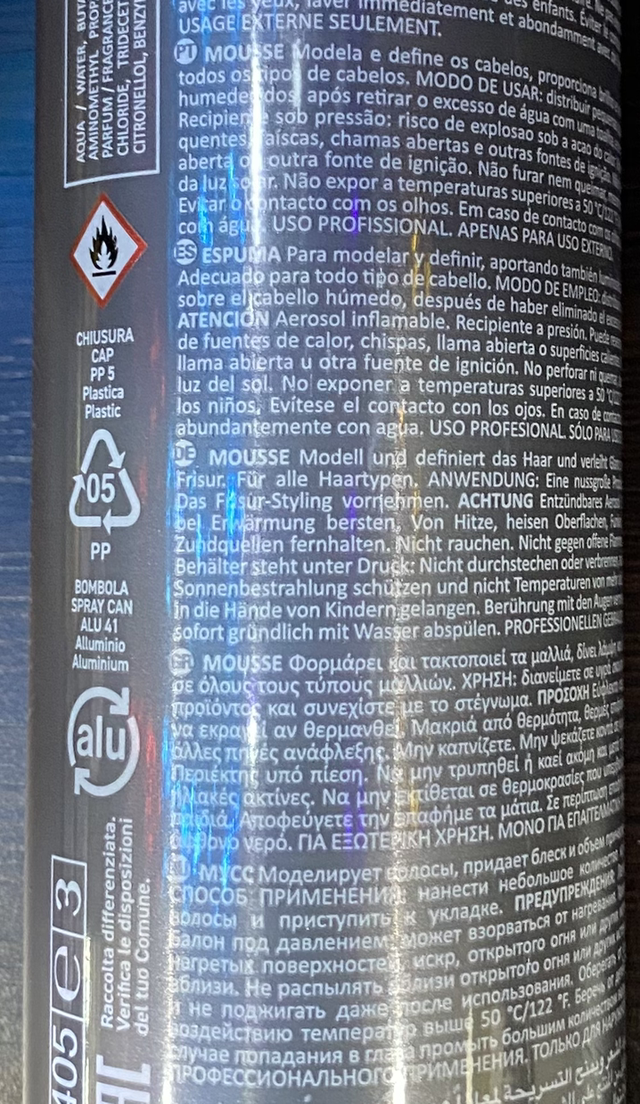 AQUA / WATER, BUTA
AMINOMETHYL PROP
PARFUM / FRAGRANCE
CHLORIDE, TRIDECET
CITRONELLOL, BENZY
CHIUSURA
CAP
PP 5
Plastica
Plastic
05
PP
BOMBOLA
SPRAY CAN
ALU 41
Alluminio
Aluminium
alu
Raccolta differenziata.
Verifica le disposizioni
del tuo Comune.
405 e 3
avec les yeux, laver immédiatement et abondamment avec
USAGE EXTERNE SEULEMENT.
PT MOUSSE Modela e define os cabelos, proporciona
todos os tipos de cabelos. MODO DE USAR: distribuir
humedecidos, após retirar o excesso de água com uma
Recipiente sob pressão: risco de explosao sob a acao do
quentes, faíscas, chamas abertas e outras fontes de ignição.
aberta ou outra fonte de ignição. Não furar nem queimar,
da luz solar. Não expor a temperaturas superiores a 50 °C/122
Evitar o contacto com os olhos. Em caso de contacto com os
com água. USO PROFISSIONAL. APENAS PARA USO EXTERNO.
ES ESPUMA Para modelar y definir, aportando también
Adecuado para todo tipo de cabello. MODO DE EMPLEO:
sobre el cabello húmedo, después de haber eliminado el
ATENCIÓN Aerosol inflamable. Recipiente a presión. Puede
de fuentes de calor, chispas, llama abierta o superficies
llama abierta u otra fuente de ignición. No perforar ni quemar,
luz del sol. No exponer a temperaturas superiores a 50
los niños. Evítese el contacto con los ojos. En caso de
abundantemente con agua. USO PROFESIONAL. SÓLO PARA
DE MOUSSE Modell und definiert das Haar und verleiht
Frisur. Für alle Haartypen. ANWENDUNG: Eine nussgroße
Das Frisur-Styling vornehmen. ACHTUNG Entzündbares
bei Erwärmung bersten. Von Hitze, heisen Oberflachen,
Zundquellen fernhalten. Nicht rauchen. Nicht gegen offene
Behälter steht unter Druck: Nicht durchstechen oder verbrennen
Sonnenbestrahlung schützen und nicht Temperaturen von mehr
in die Hände von Kindern gelangen. Berührung mit den Augen
sofort gründlich mit Wasser abspülen. PROFESSIONELLEN
MOUSSE Φορμάρει και τακτοποιεί τα μαλλιά, δίνει
σε όλους τους τύπους μαλλιών. ΧΡΗΣΗ: διανείμετε σε υγρά
προϊόντος και συνεχίστε με το στέγνωμα. ΠΡΟΣΟΧΗ
να εκραγεί αν θερμανθεί. Μακριά από θερμότητα, θερμές
άλλες πηγές ανάφλεξης. Μην καπνίζετε. Μην ψεκάζετε κοντά
Περιέκτης υπό πίεση. Να μην τρυπηθεί ή καεί ακόμη και μετά
ηλιακές ακτίνες. Να μην εκτίθεται σε θερμοκρασίες που
παιδιά. Αποφεύγετε την επαφήμε τα μάτια. Σε περίπτωση
άφθονο νερό. ΓΙΑ ΕΞΩΤΕΡΙΚΗ ΧΡΗΣΗ. ΜΟΝΟ ΓΙΑ
МУСС Моделирует волосы, придает блеск и объем
СПОСОБ ПРИМЕНЕНИЯ: нанести небольшое количество
волосы и приступить к укладке. ПРЕДУПРЕЖДЕНИЕ
Балон под давлением: может взорваться от нагревания.
нагретых поверхностей, искр, открытого огня или других
вблизи. Не распылять вблизи открытого огня или других
и не поджигать даже после использования. Оберегать
воздействию температур выше 50 °C/122 °F. Беречь от
случае попадания в глаза промыть большим количеством
ПРОФЕССИОНАЛЬНОГО ПРИМЕНЕНИЯ. ТОЛЬКО ДЛЯ